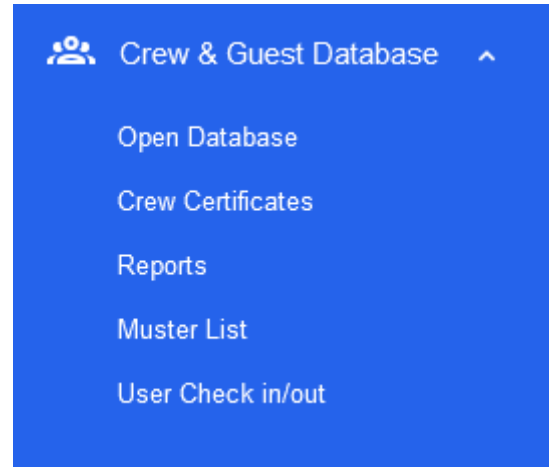 Crew & Guest Database
Open Database
Crew Certificates
Reports
Muster List
User Check in/out